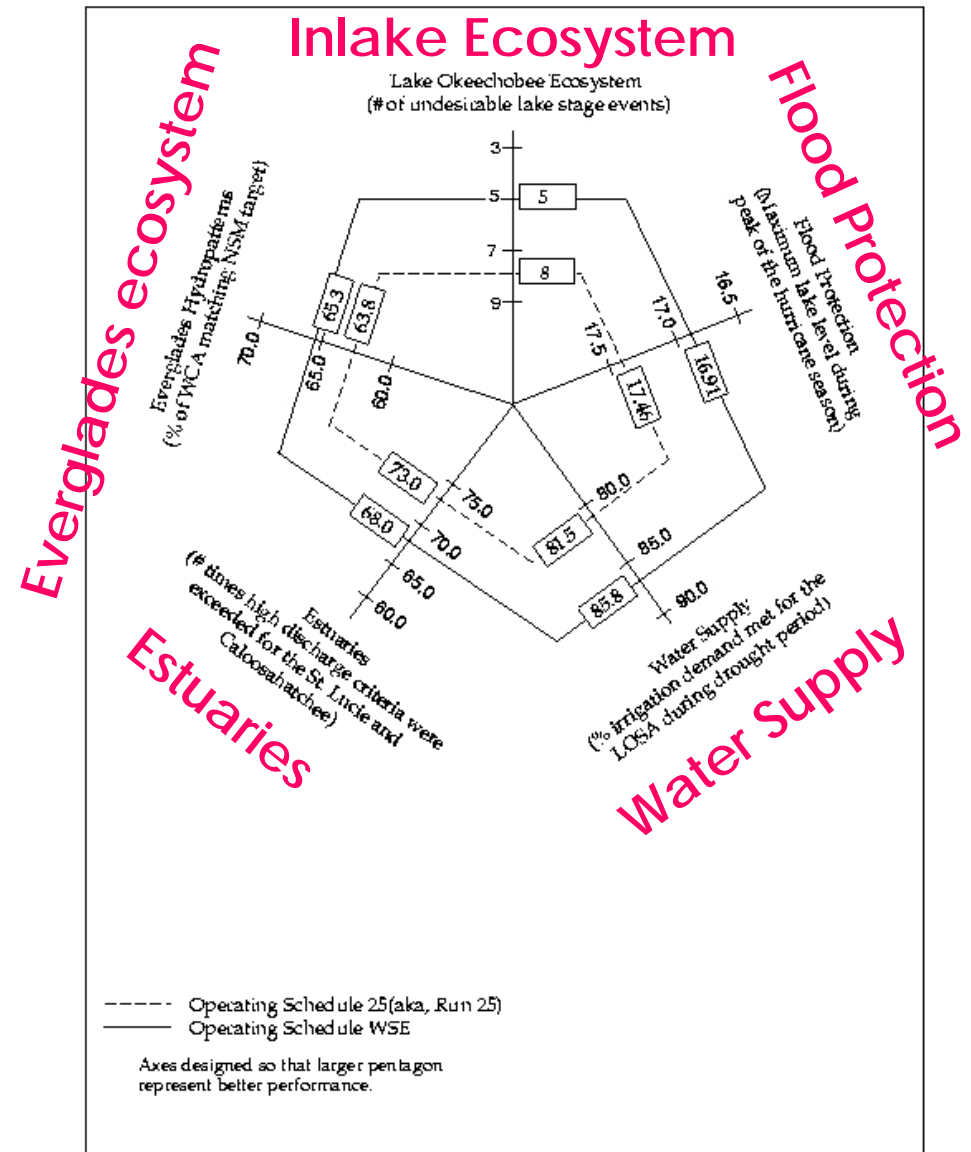 Inlake Ecosystem
Lake Okeechobee Ecosystem
(# of undesirable lake stage events)
3
5
7
9
5
8
Flood Protection
Flood Protection
(Maximum lake level during
peak of the hurricane season)
16.5
17.0
17.5
16.91
17.46
Everglades ecosystem
Everglades Hydropatterns
(% of WCA matching NSM target)
70.0
65.0
60.0
65.3
63.8
Estuaries
(# times high discharge criteria were
exceeded for the St. Lucie and
Caloosahatchee)
75.0
70.0
65.0
60.0
73.0
68.0
Estuaries
Water Supply
(% irrigation demand met for the
LOSA during drought period)
80.0
85.0
90.0
81.5
85.8
Water Supply
Operating Schedule 25(aka, Run 25)
Operating Schedule WSE
Axes designed so that larger pentagon
represent better performance.